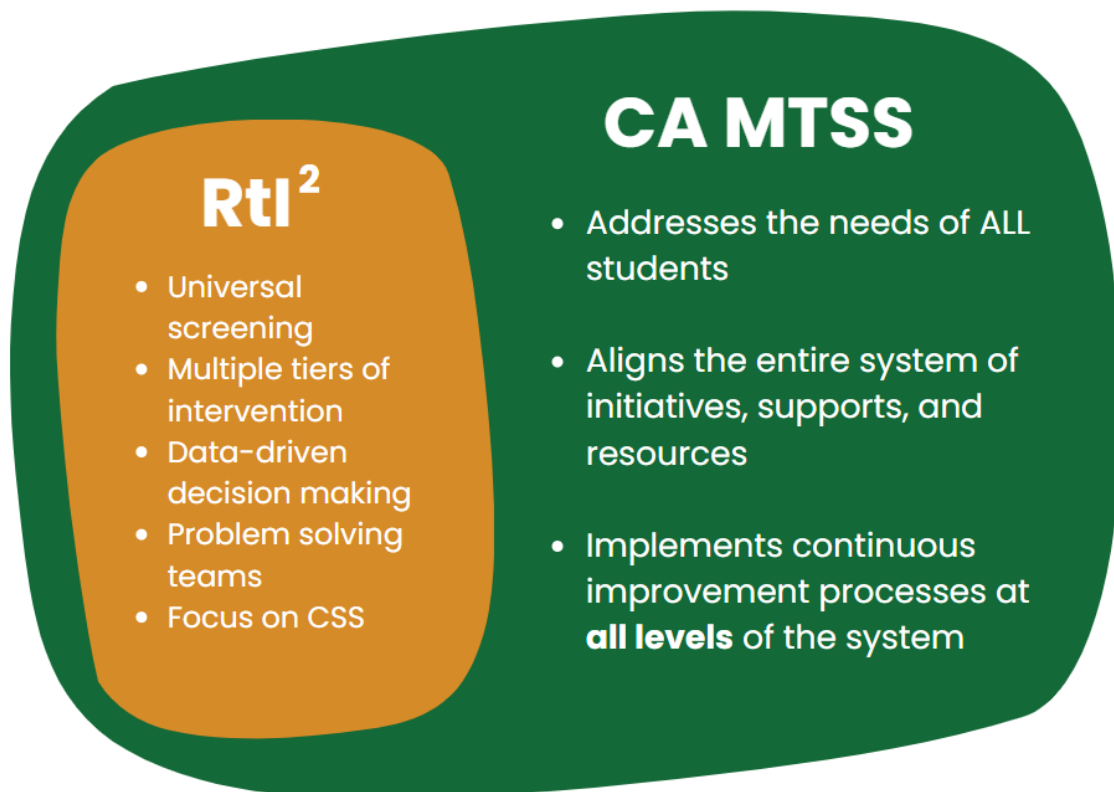 RtI²
• Universal
screening
• Multiple tiers of
intervention
• Data-driven
decision making
• Problem solving
teams
• Focus on CSS
CA MTSS
• Addresses the needs of ALL
students
• Aligns the entire system of
initiatives, supports, and
resources
• Implements continuous
improvement processes at
all levels of the system